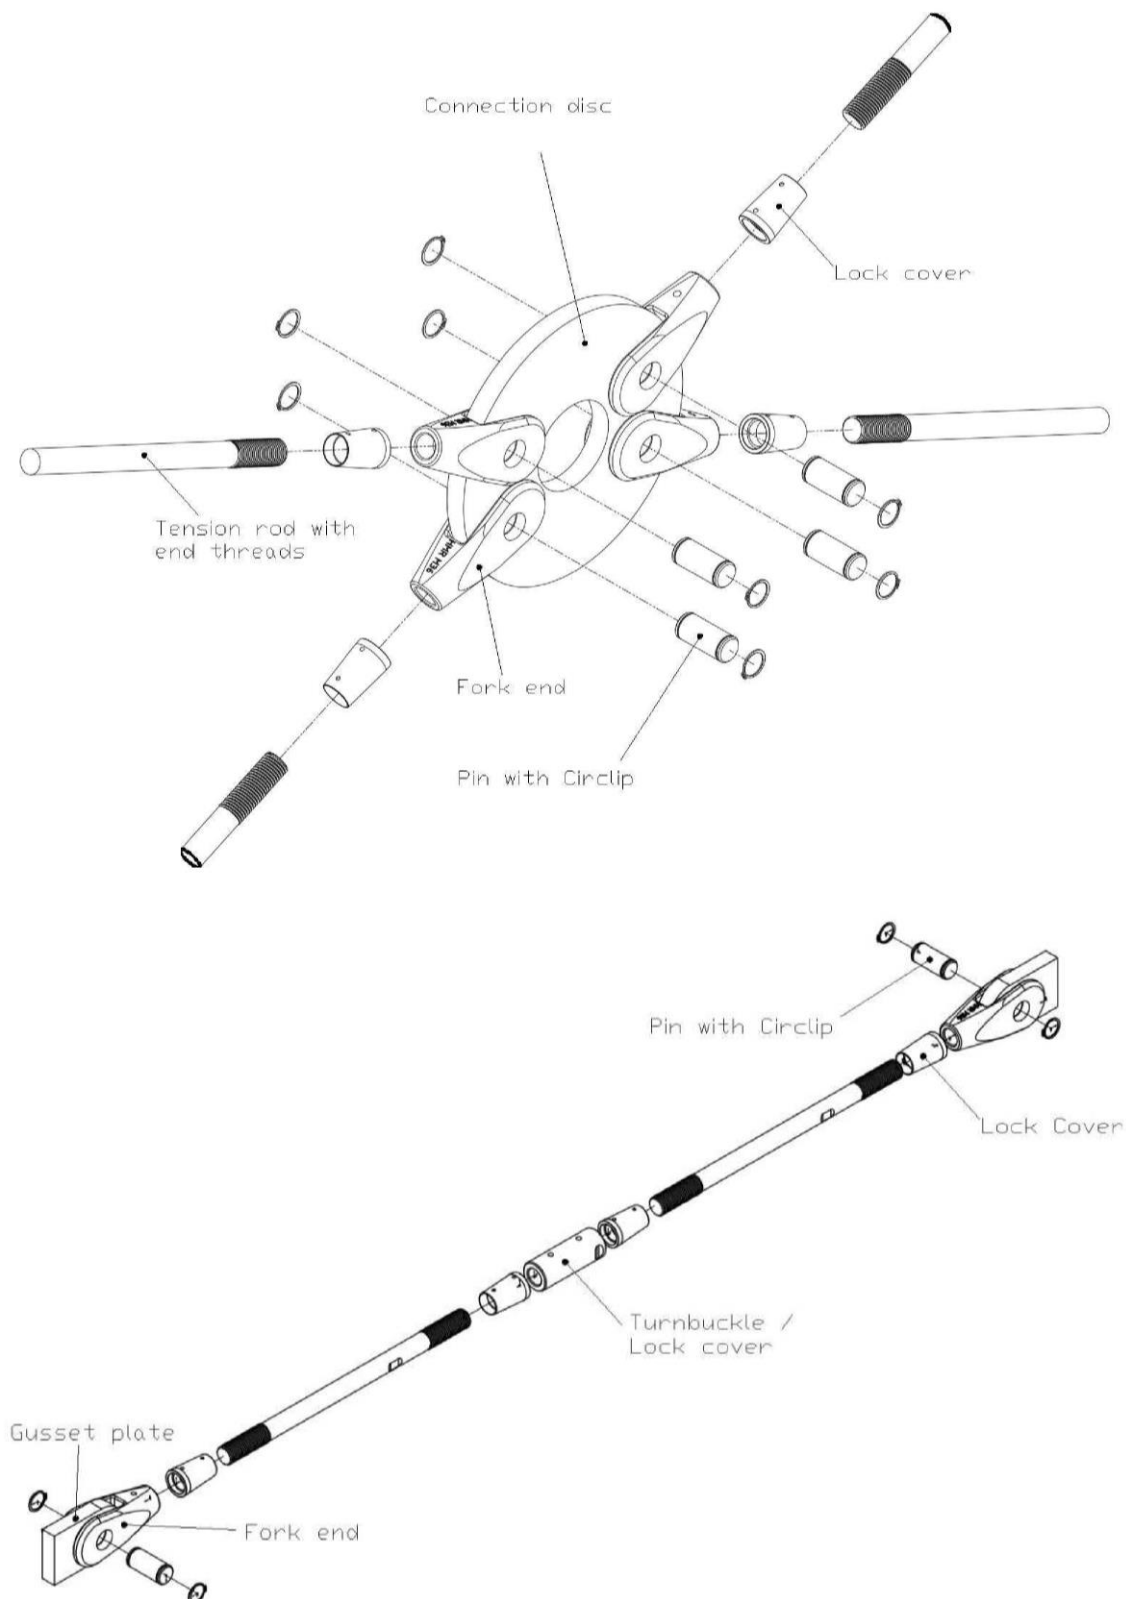 Connection disc
Lock cover
Tension rod with
end threads
M36
Fork end
Pin with Circlip
Pin with Circlip
Lock Cover
Turnbuckle /
Lock cover
Gusset plate
Fork end